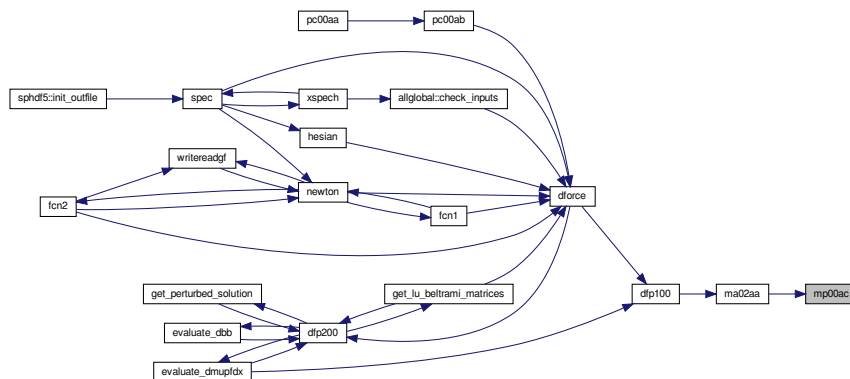 pc00aa
pc00ab
sphdf5::init_outfile
spec
xspech
allglobal::check_inputs
hesian
writereadgf
newton
dforce
fcn2
fcn1
get_perturbed_solution
get_lu_beltrami_matrices
dfp100
ma02aa
mp00ac
evaluate_dbb
dfp200
evaluate_dmupfdx